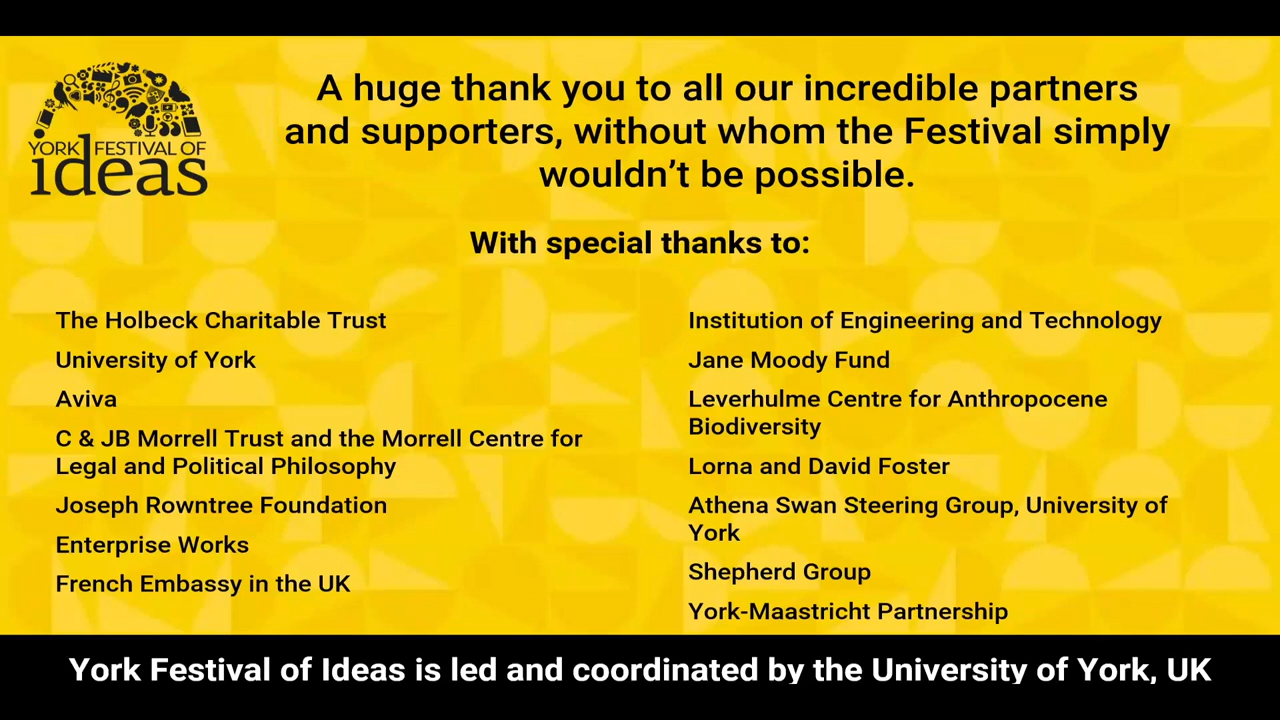 YORK FESTIVAL OF
ideas
A huge thank you to all our incredible partners
and supporters, without whom the Festival simply
wouldn’t be possible.
With special thanks to:
The Holbeck Charitable Trust
University of York
Aviva
C & JB Morrell Trust and the Morrell Centre for
Legal and Political Philosophy
Joseph Rowntree Foundation
Enterprise Works
French Embassy in the UK
Institution of Engineering and Technology
Jane Moody Fund
Leverhulme Centre for Anthropocene
Biodiversity
Lorna and David Foster
Athena Swan Steering Group, University of
York
Shepherd Group
York-Maastricht Partnership
York Festival of Ideas is led and coordinated by the University of York, UK